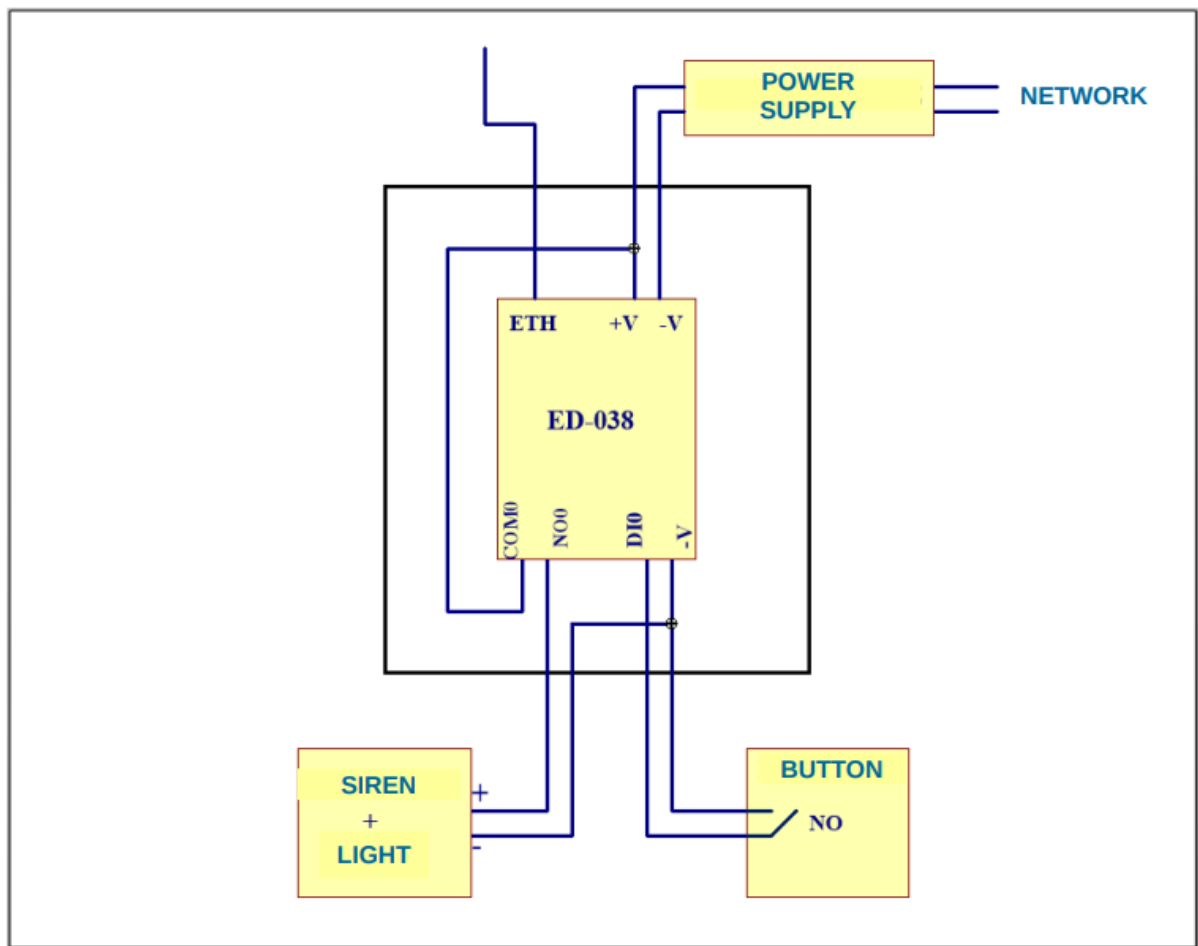 POWER
SUPPLY
NETWORK
ETH
+V
-V
ED-038
COM0
NO0
DI0
-V
SIREN
+
LIGHT
+
-
BUTTON
NO